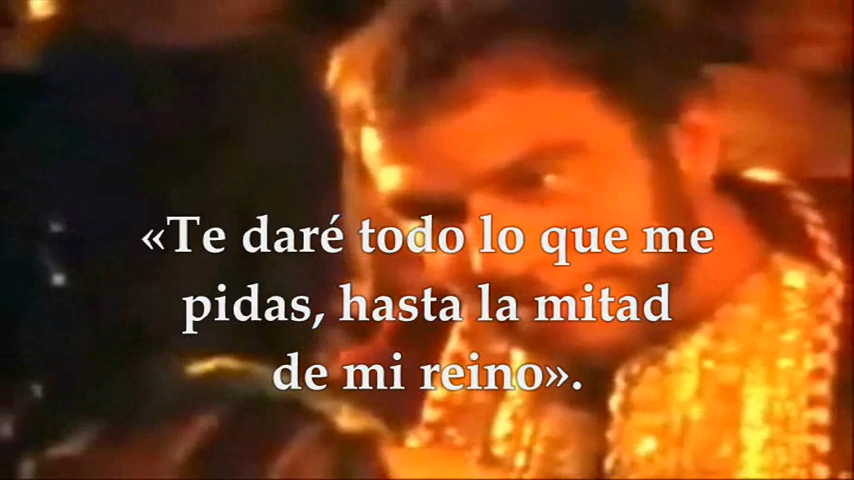 «Te daré todo lo que me
pidas, hasta la mitad
de mi reino».